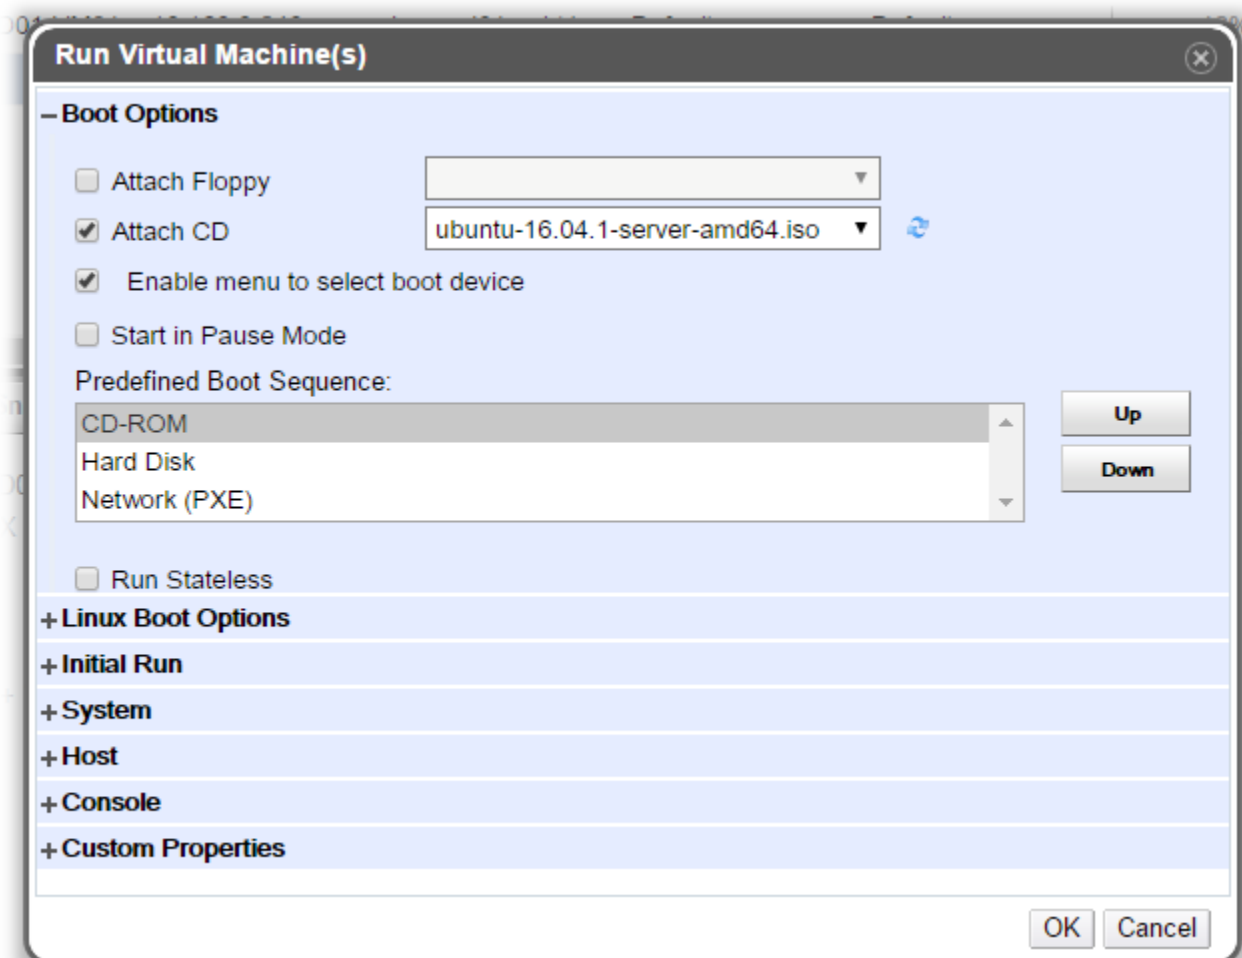 Run Virtual Machine(s)
Boot Options
Attach Floppy
Attach CD
ubuntu-16.04.1-server-amd64.iso
Enable menu to select boot device
Start in Pause Mode
Predefined Boot Sequence:
CD-ROM
Up
Hard Disk
Down
Network (PXE)
Run Stateless
Linux Boot Options
Initial Run
System
Host
Console
Custom Properties
OK Cancel